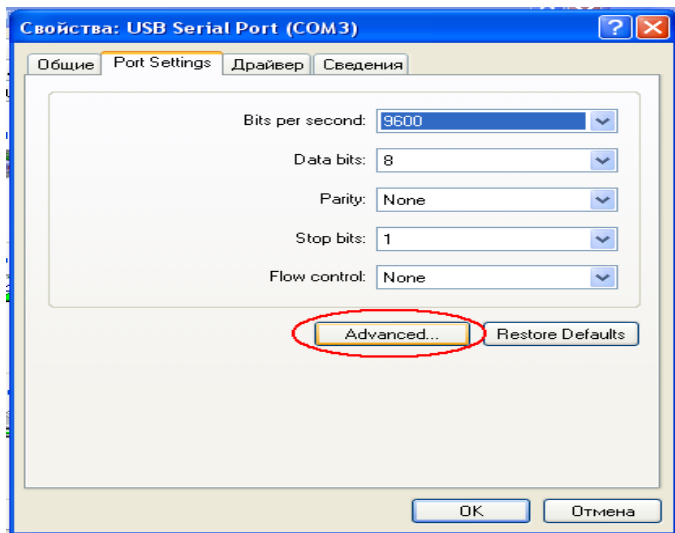 Свойства: USB Serial Port (COM3)
Общие Port Settings Драйвер Сведения
Bits per second: 9600
Data bits: 8
Parity: None
Stop bits: 1
Flow control: None
Advanced... Restore Defaults
OK Отмена